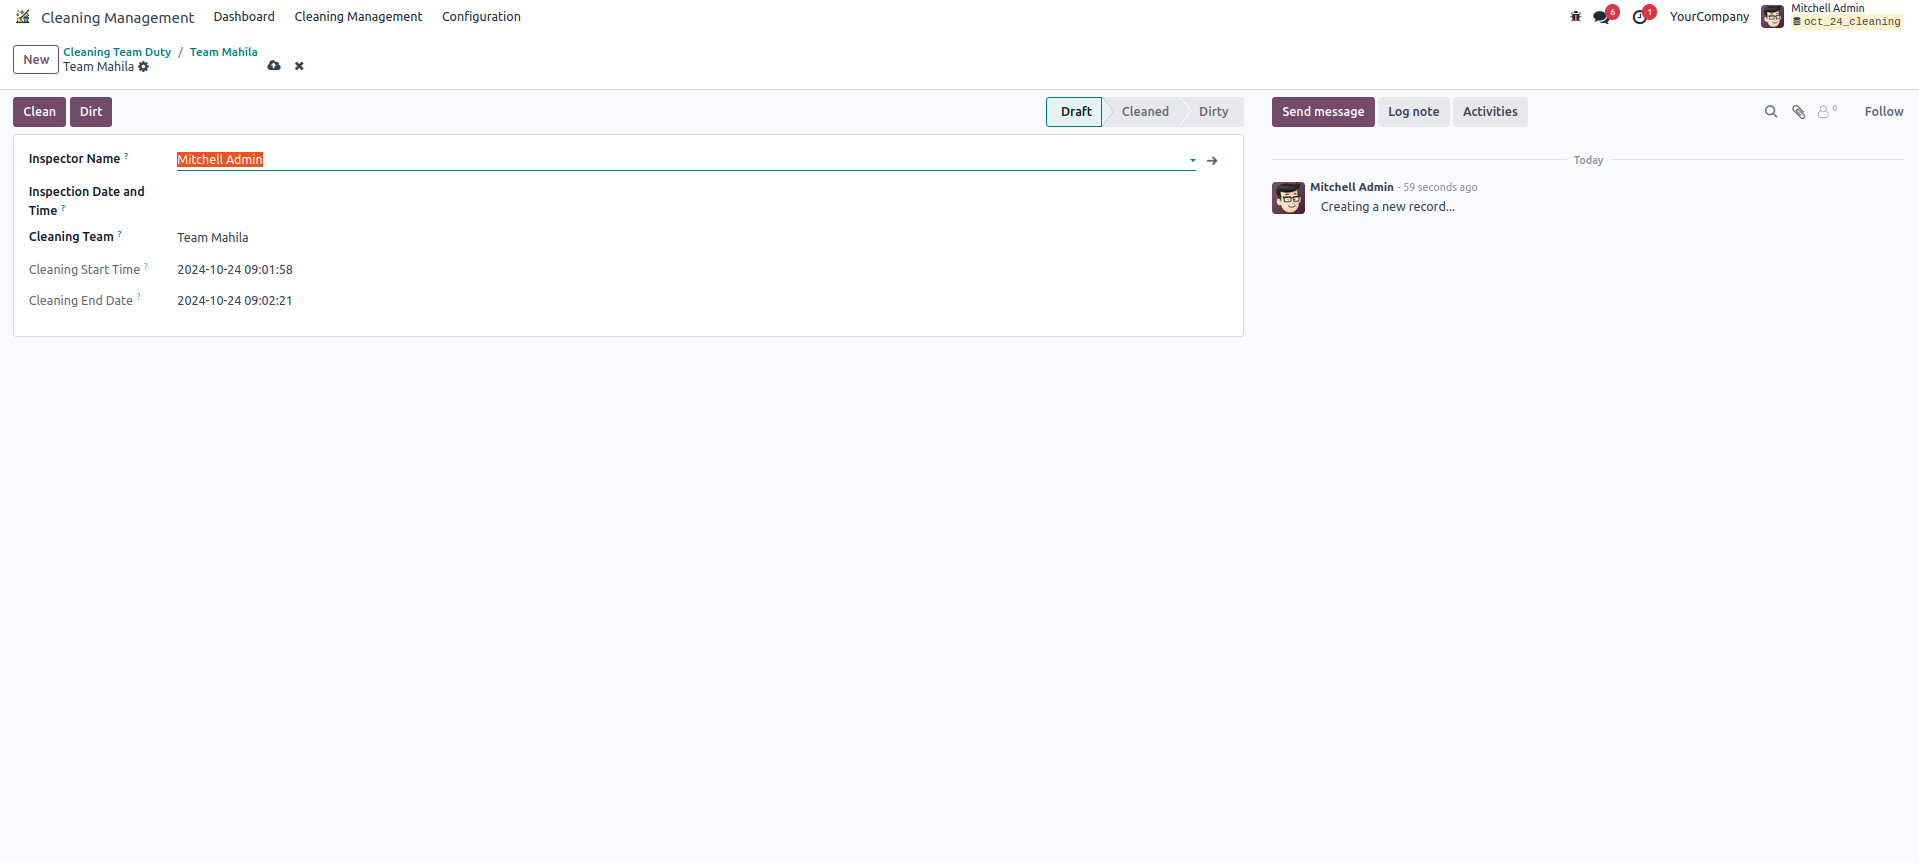 Cleaning Management Dashboard Cleaning Management Configuration 6 1 YourCompany Mitchell Admin
oct_24_cleaning
New Cleaning Team Duty / Team Mahila
Team Mahila
Clean Dirt Draft Cleaned Dirty Send message Log note Activities 0 Follow
Inspector Name ? Mitchell Admin
Inspection Date and
Time ?
Cleaning Team ? Team Mahila
Cleaning Start Time ? 2024-10-24 09:01:58
Cleaning End Date ? 2024-10-24 09:02:21
Today
Mitchell Admin - 59 seconds ago
Creating a new record...